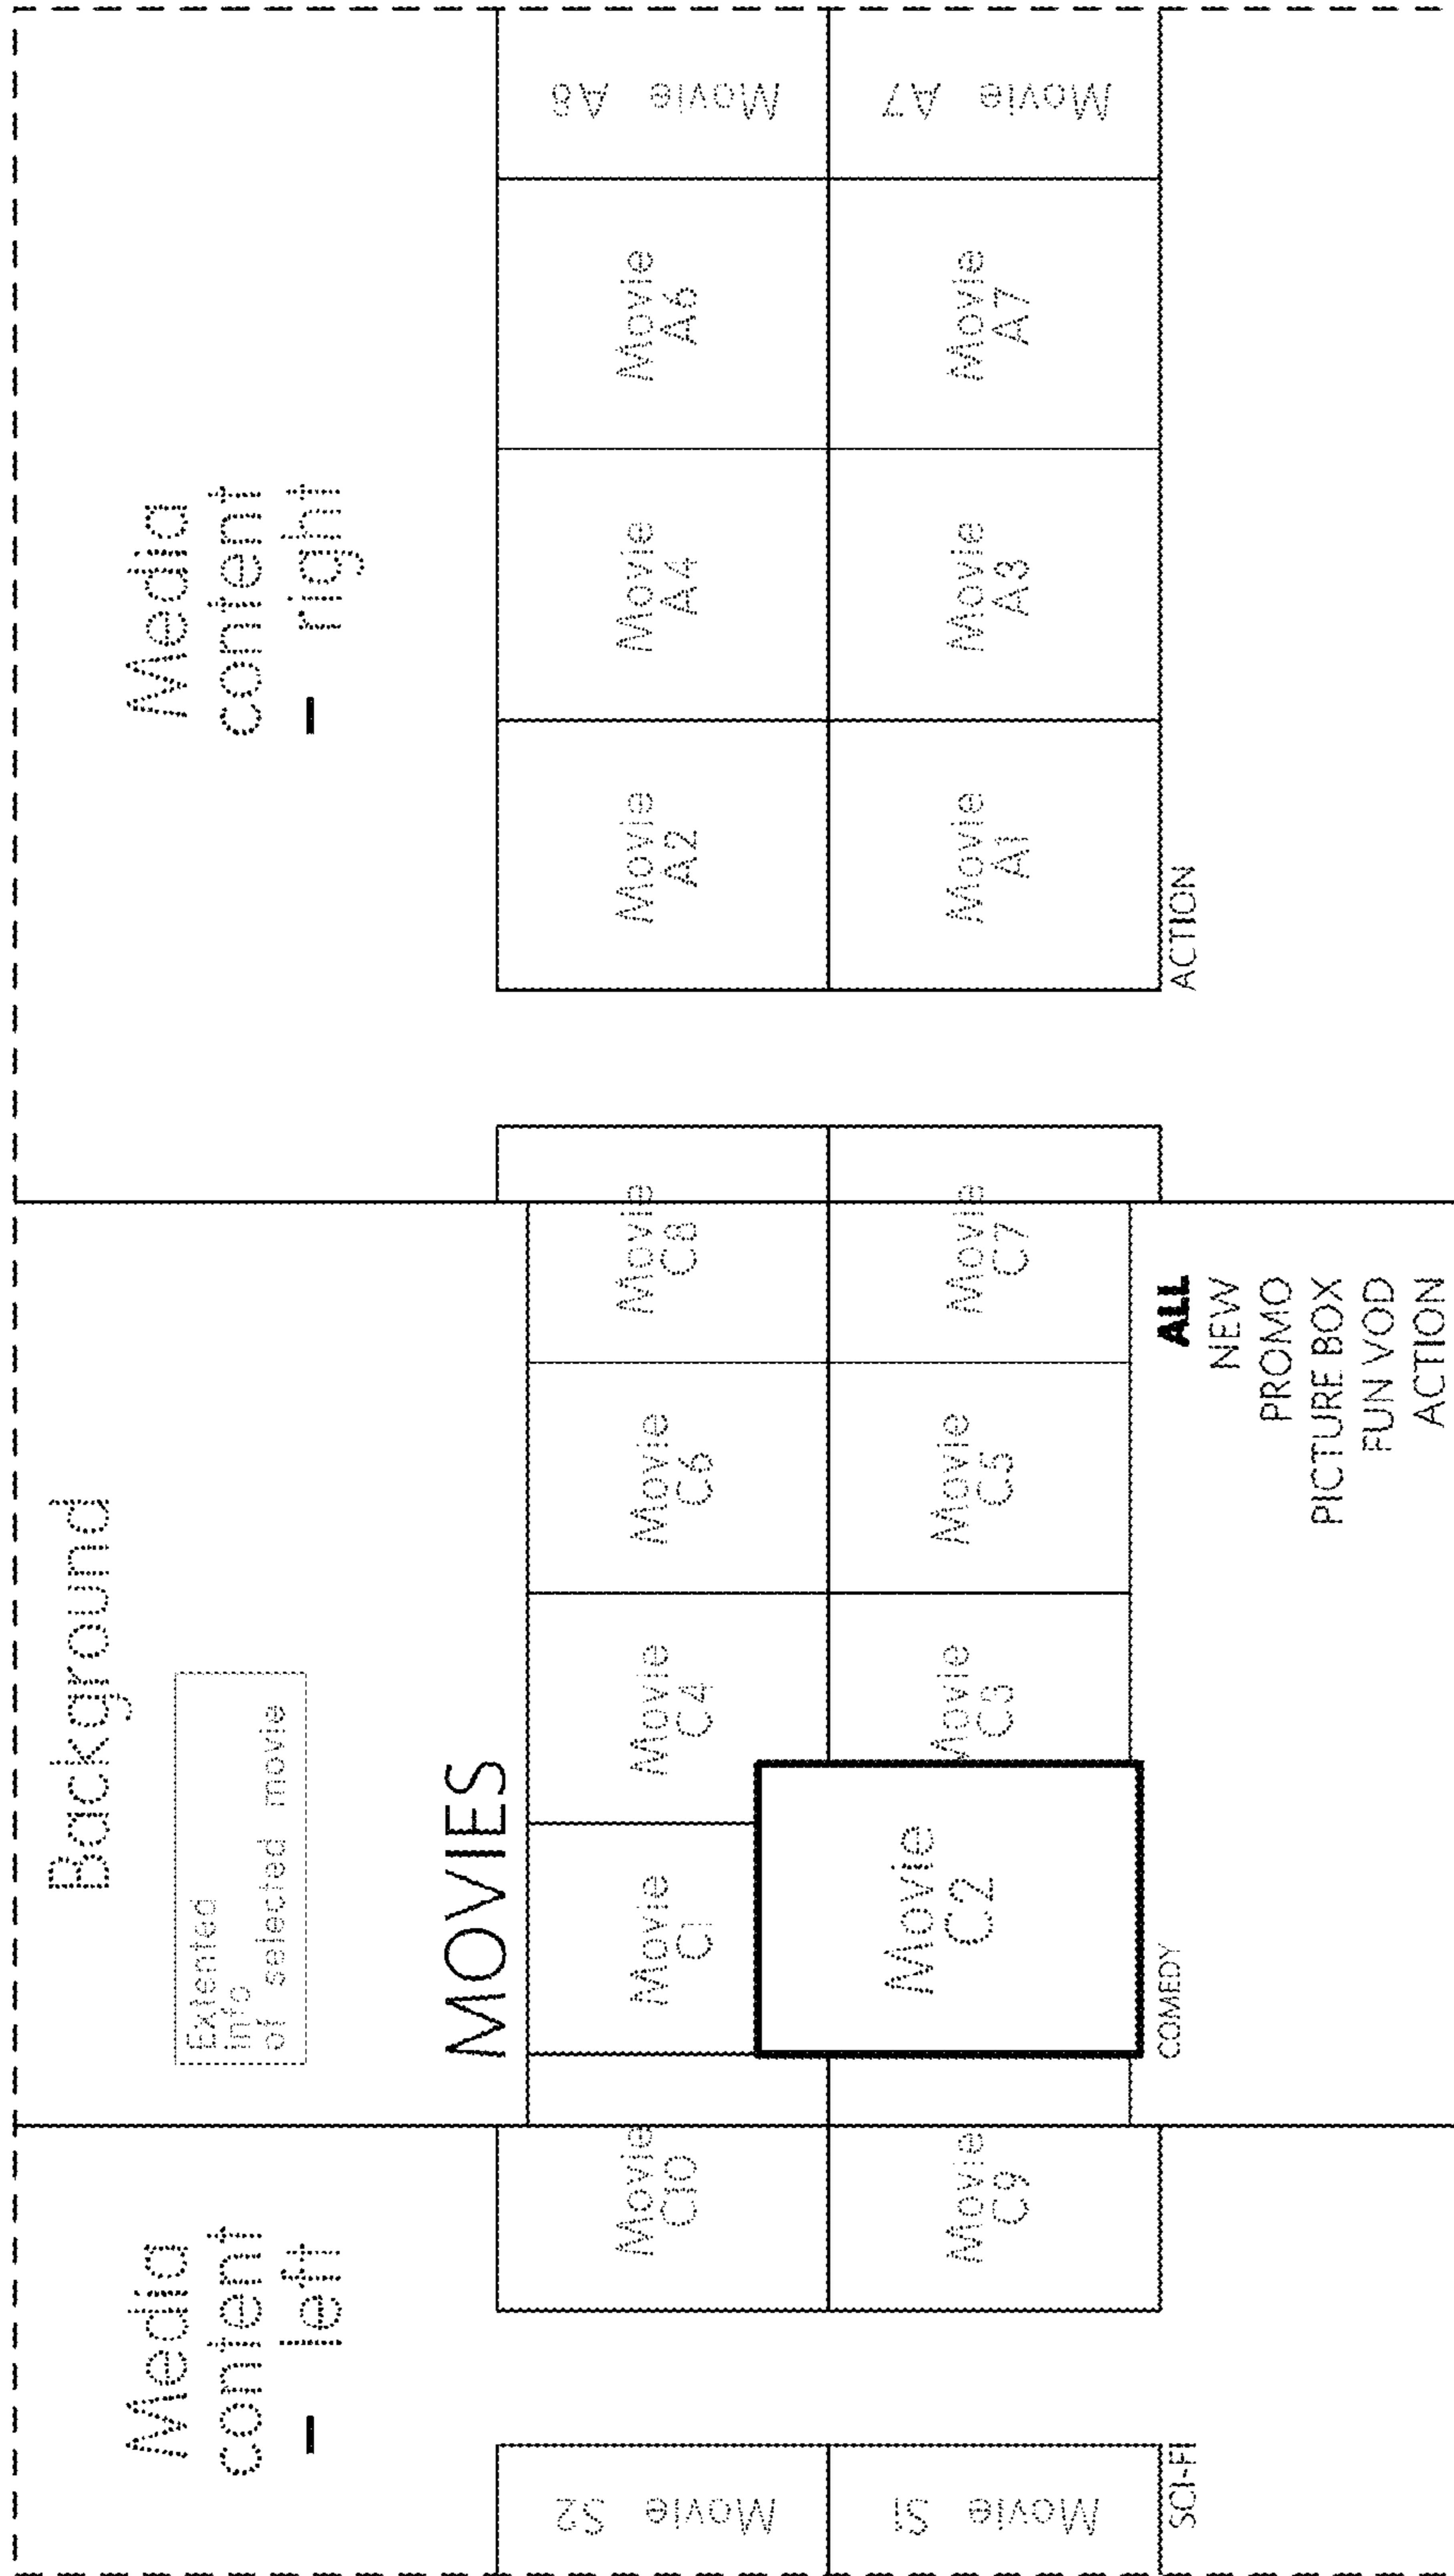 Media
content
– left
Background
Extented
info
of selected movie
Media
content
– right
MOVIES
Movie S2
Movie
C10
Movie
C1
Movie
C4
Movie
C6
Movie
C8
Movie
A2
Movie
A4
Movie
A6
Movie A8
Movie S1
Movie
C9
Movie
C2
Movie
C3
Movie
C5
Movie
C7
Movie
A1
Movie
A3
Movie
A7
Movie A7
SCI-FI
COMEDY
ALL
NEW
PROMO
PICTURE BOX
FUN VOD
ACTION
ACTION